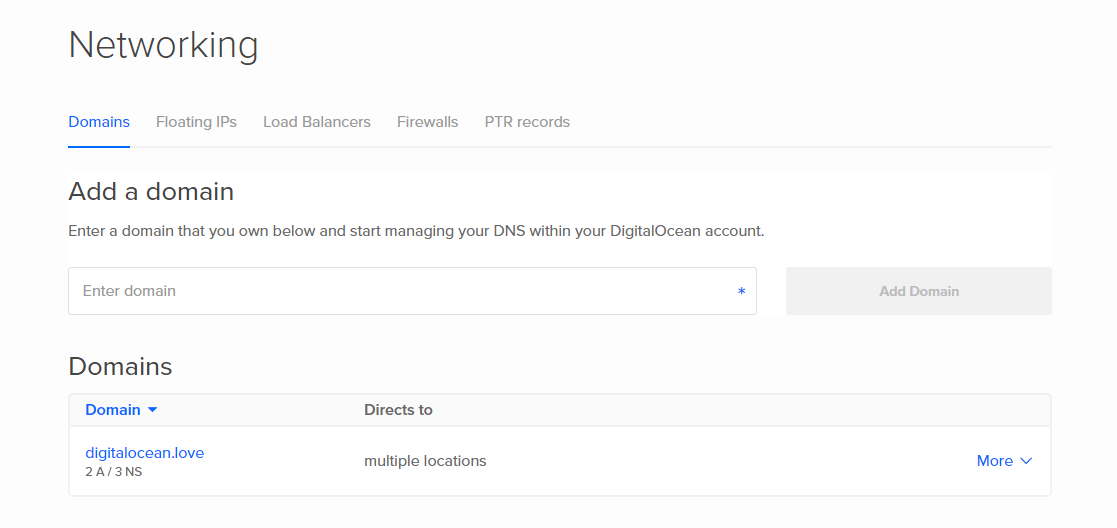 Networking
Domains Floating IPs Load Balancers Firewalls PTR records
Add a domain
Enter a domain that you own below and start managing your DNS within your DigitalOcean account.
Enter domain * Add Domain
Domains
Domain Directs to
digitalocean.love
2 A / 3 NS
multiple locations
More